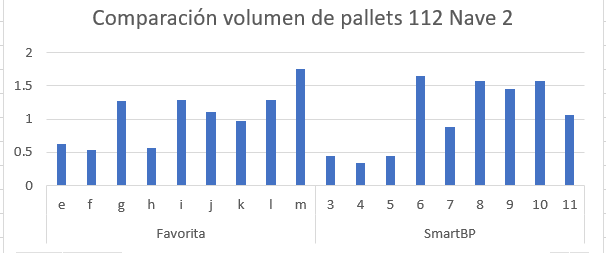 Comparación volumen de pallets 112 Nave 2
2
1.5
1
0.5
0
e f g h i j k l m 3 4 5 6 7 8 9 10 11
Favorita SmartBP